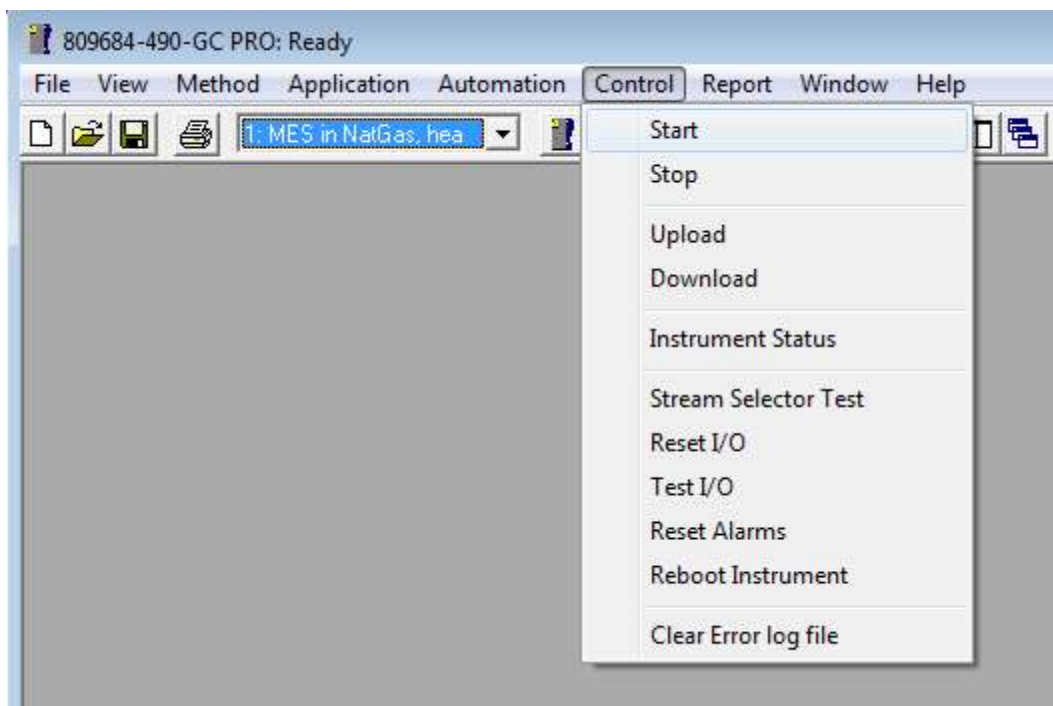 809684-490-GC PRO: Ready
File View Method Application Automation Control Report Window Help
1: MES in NatGas, hea
Start
Stop
Upload
Download
Instrument Status
Stream Selector Test
Reset I/O
Test I/O
Reset Alarms
Reboot Instrument
Clear Error log file